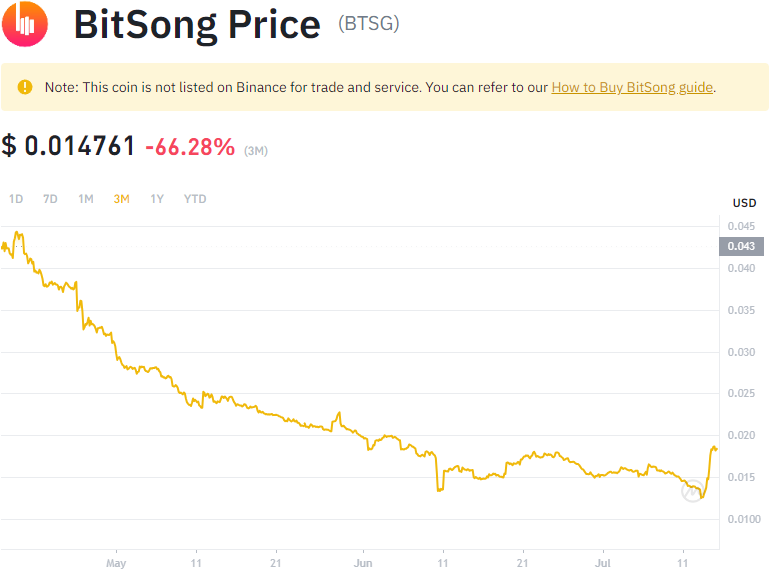 BitSong Price (BTSG)
Note: This coin is not listed on Binance for trade and service. You can refer to our How to Buy BitSong guide.
$ 0.014761 -66.28% (3M)
1D 7D 1M 3M 1Y YTD
USD
0.045
0.043
0.040
0.035
0.030
0.025
0.020
0.015
0.0100
May 11 21 Jun 11 21 Jul 11